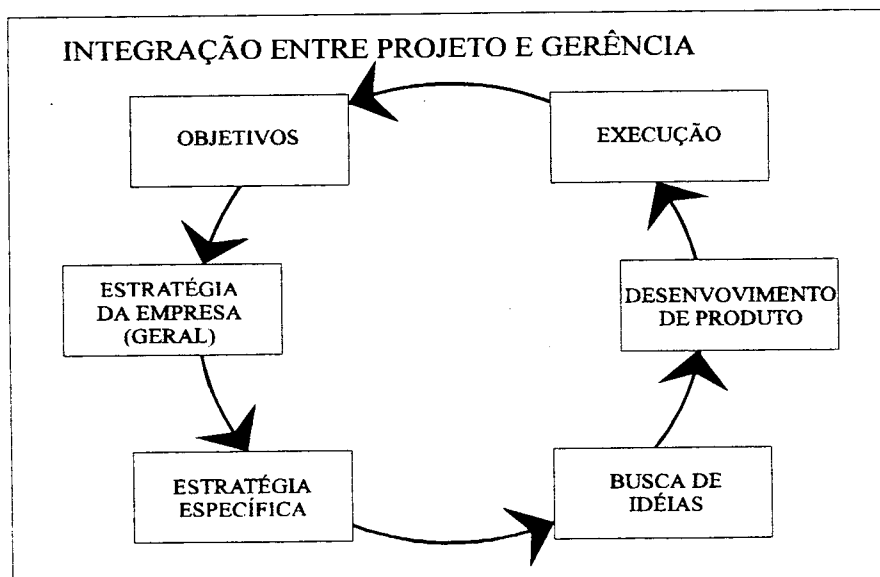 INTEGRAÇÃO ENTRE PROJETO E GERÊNCIA
OBJETIVOS
EXECUÇÃO
ESTRATÉGIA
DA EMPRESA
(GERAL)
DESENVOVIMENTO
DE PRODUTO
ESTRATÉGIA
ESPECÍFICA
BUSCA DE
IDÉIAS